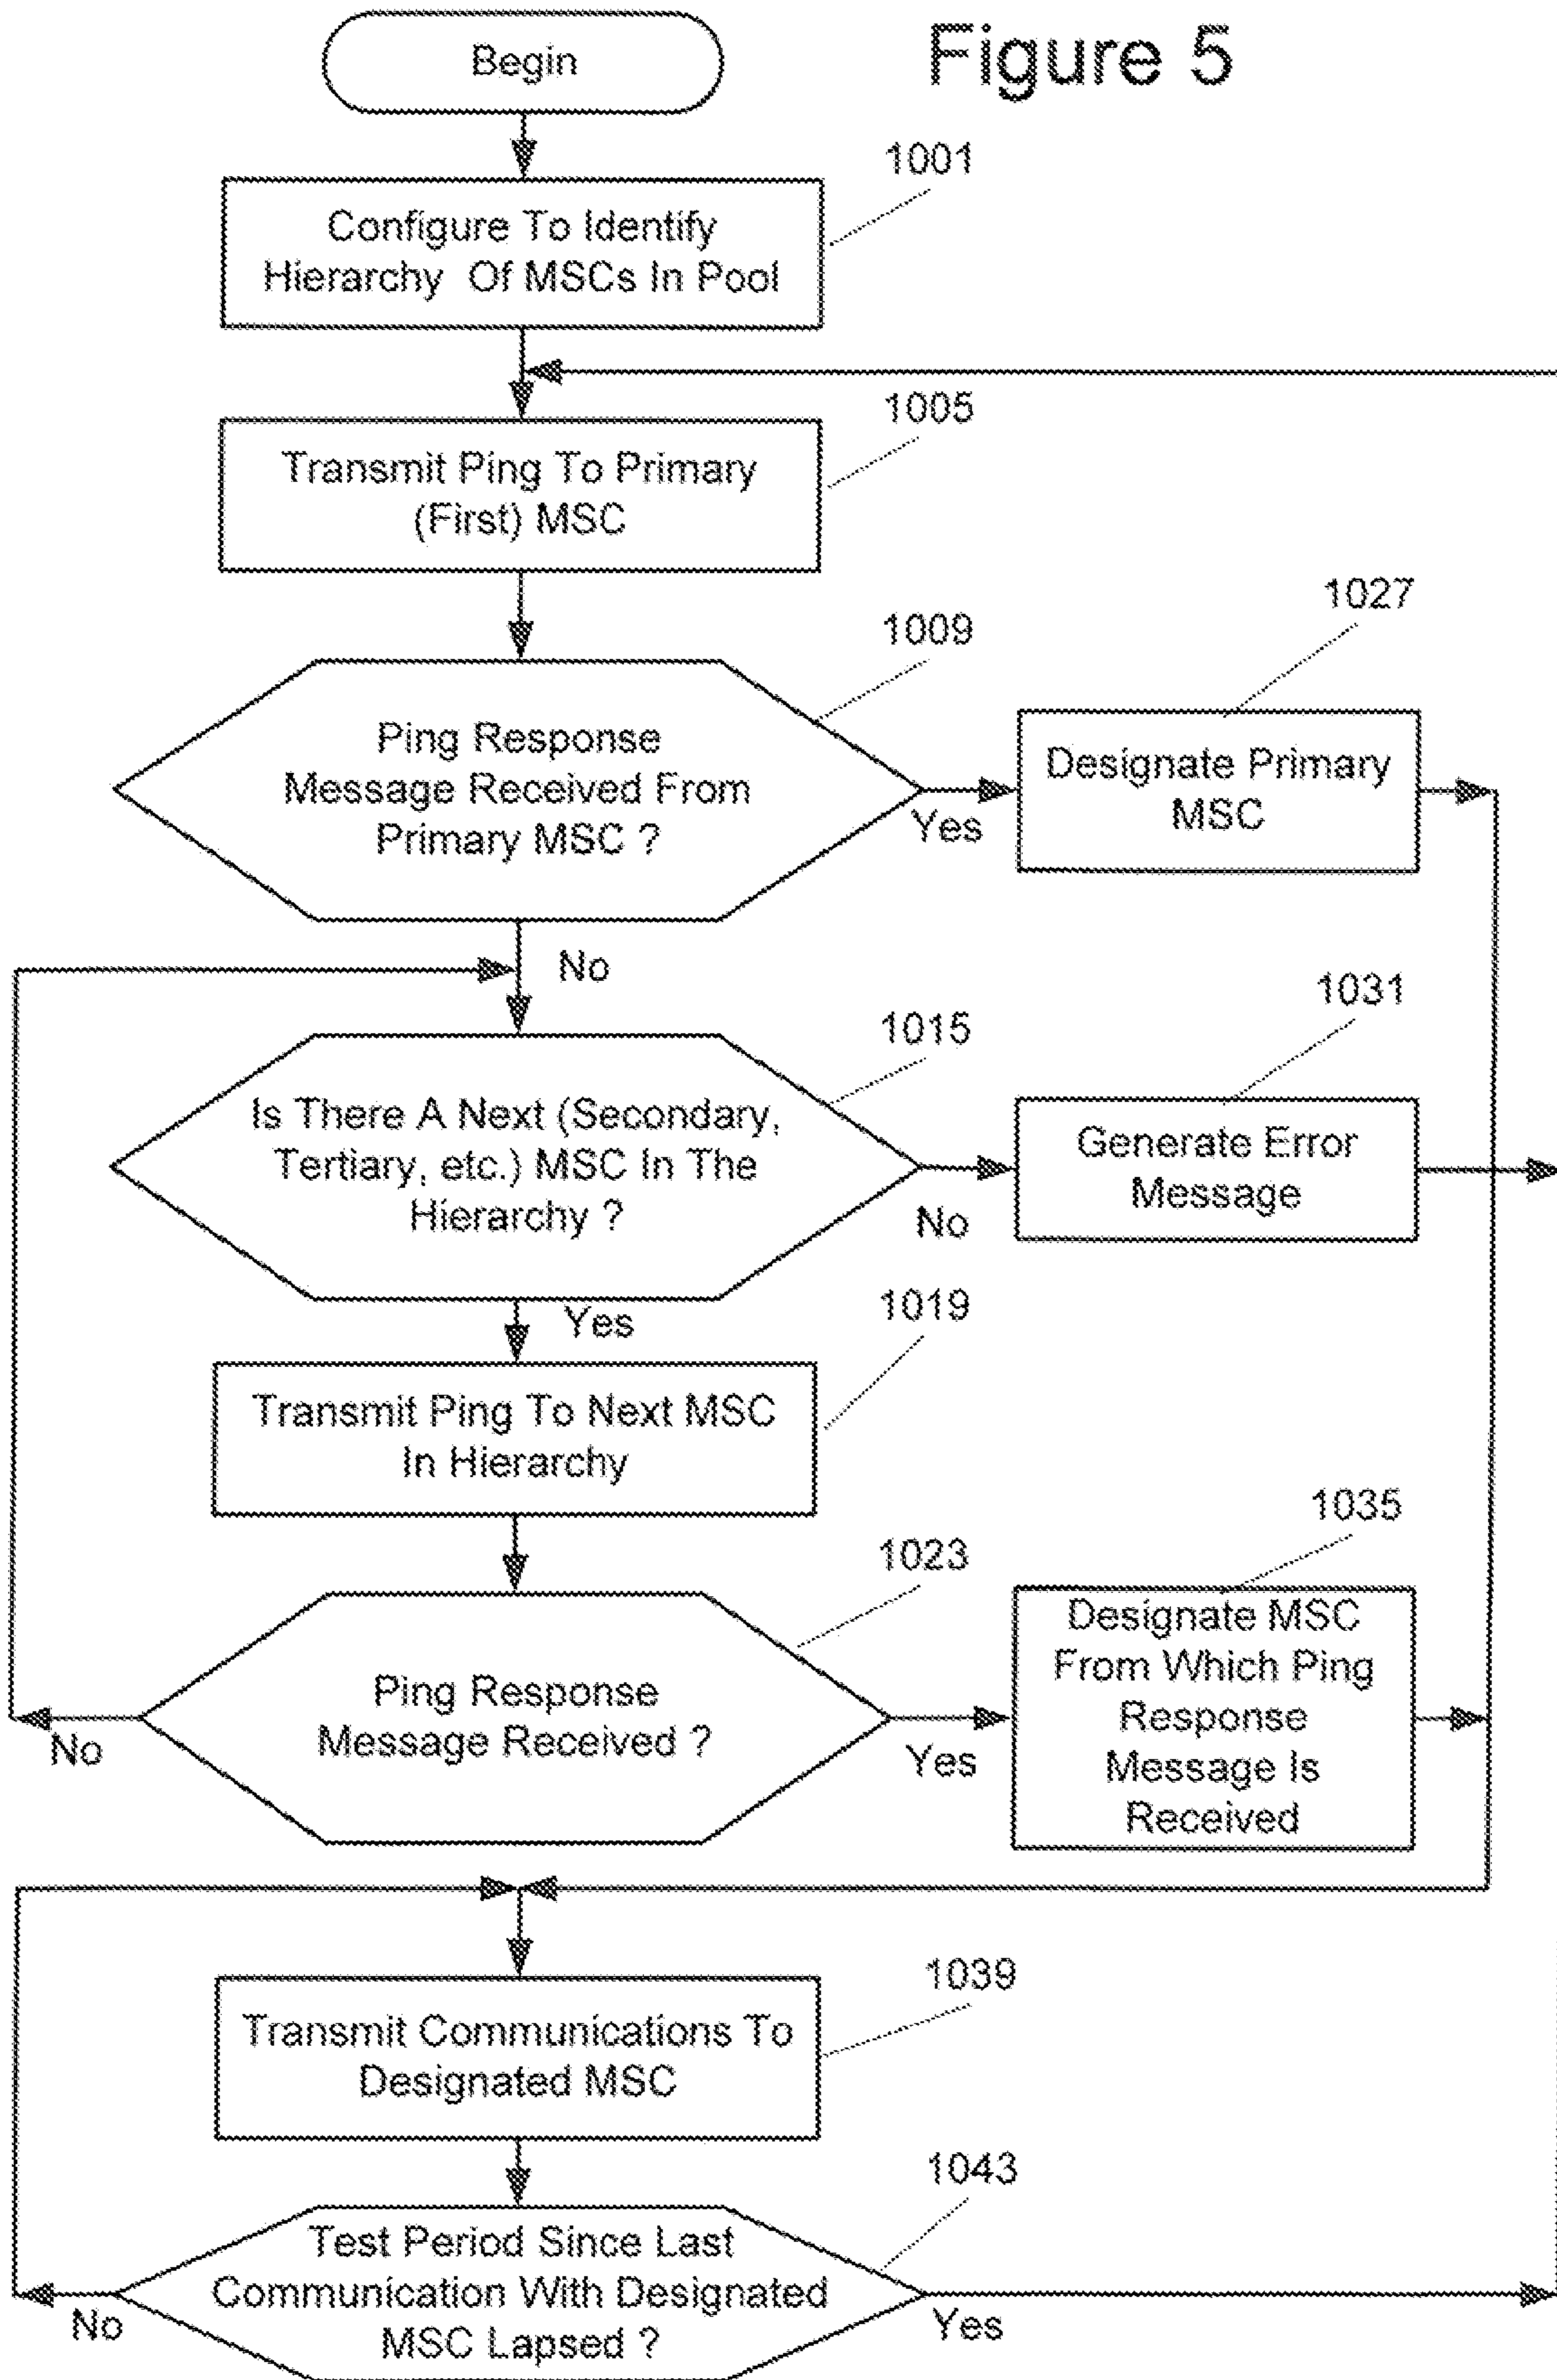 Figure 5
Begin
1001
Configure To Identify
Hierarchy Of MSCs In Pool
1005
Transmit Ping To Primary
(First) MSC
1009
Ping Response
Message Received From
Primary MSC ?
Yes
1027
Designate Primary
MSC
No
1015
Is There A Next (Secondary,
Tertiary, etc.) MSC In The
Hierarchy ?
No
1031
Generate Error
Message
Yes
1019
Transmit Ping To Next MSC
In Hierarchy
1023
Ping Response
Message Received ?
No
Yes
1035
Designate MSC
From Which Ping
Response
Message Is
Received
1039
Transmit Communications To
Designated MSC
1043
Test Period Since Last
Communication With Designated
MSC Lapsed ?
No
Yes